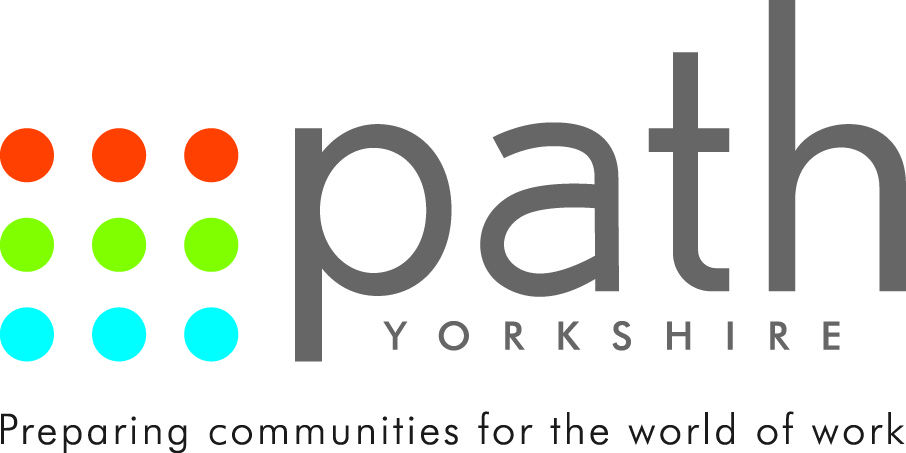 path
YORKSHIRE
Preparing communities for the world of work